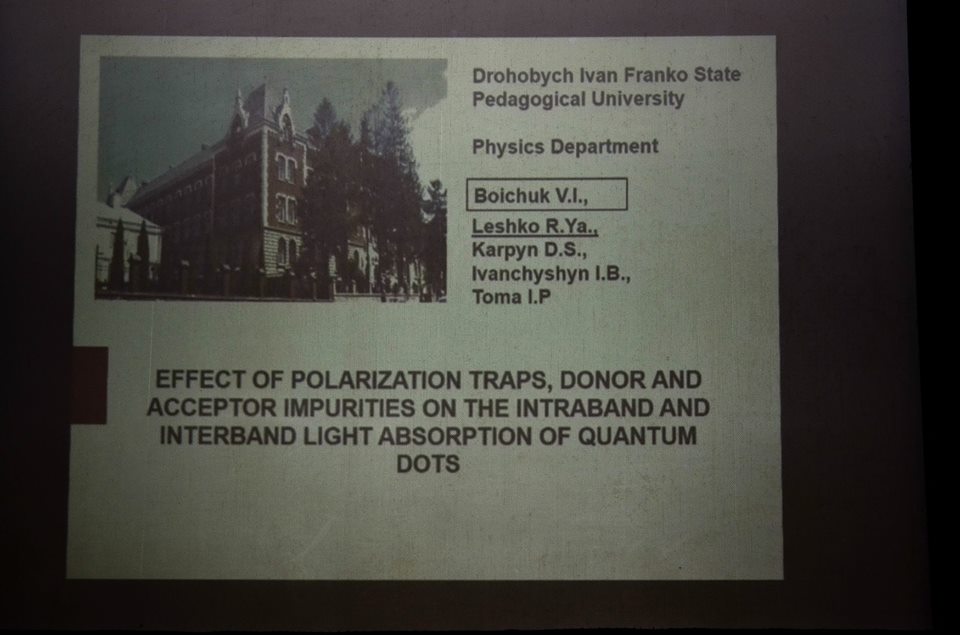 Drohobych Ivan Franko State
Pedagogical University
Physics Department
Boichuk V.I.,
Leshko R.Ya.,
Karpyn D.S.,
Ivanchyshyn I.B.,
Toma I.P
EFFECT OF POLARIZATION TRAPS, DONOR AND
ACCEPTOR IMPURITIES ON THE INTRABAND AND
INTERBAND LIGHT ABSORPTION OF QUANTUM
DOTS